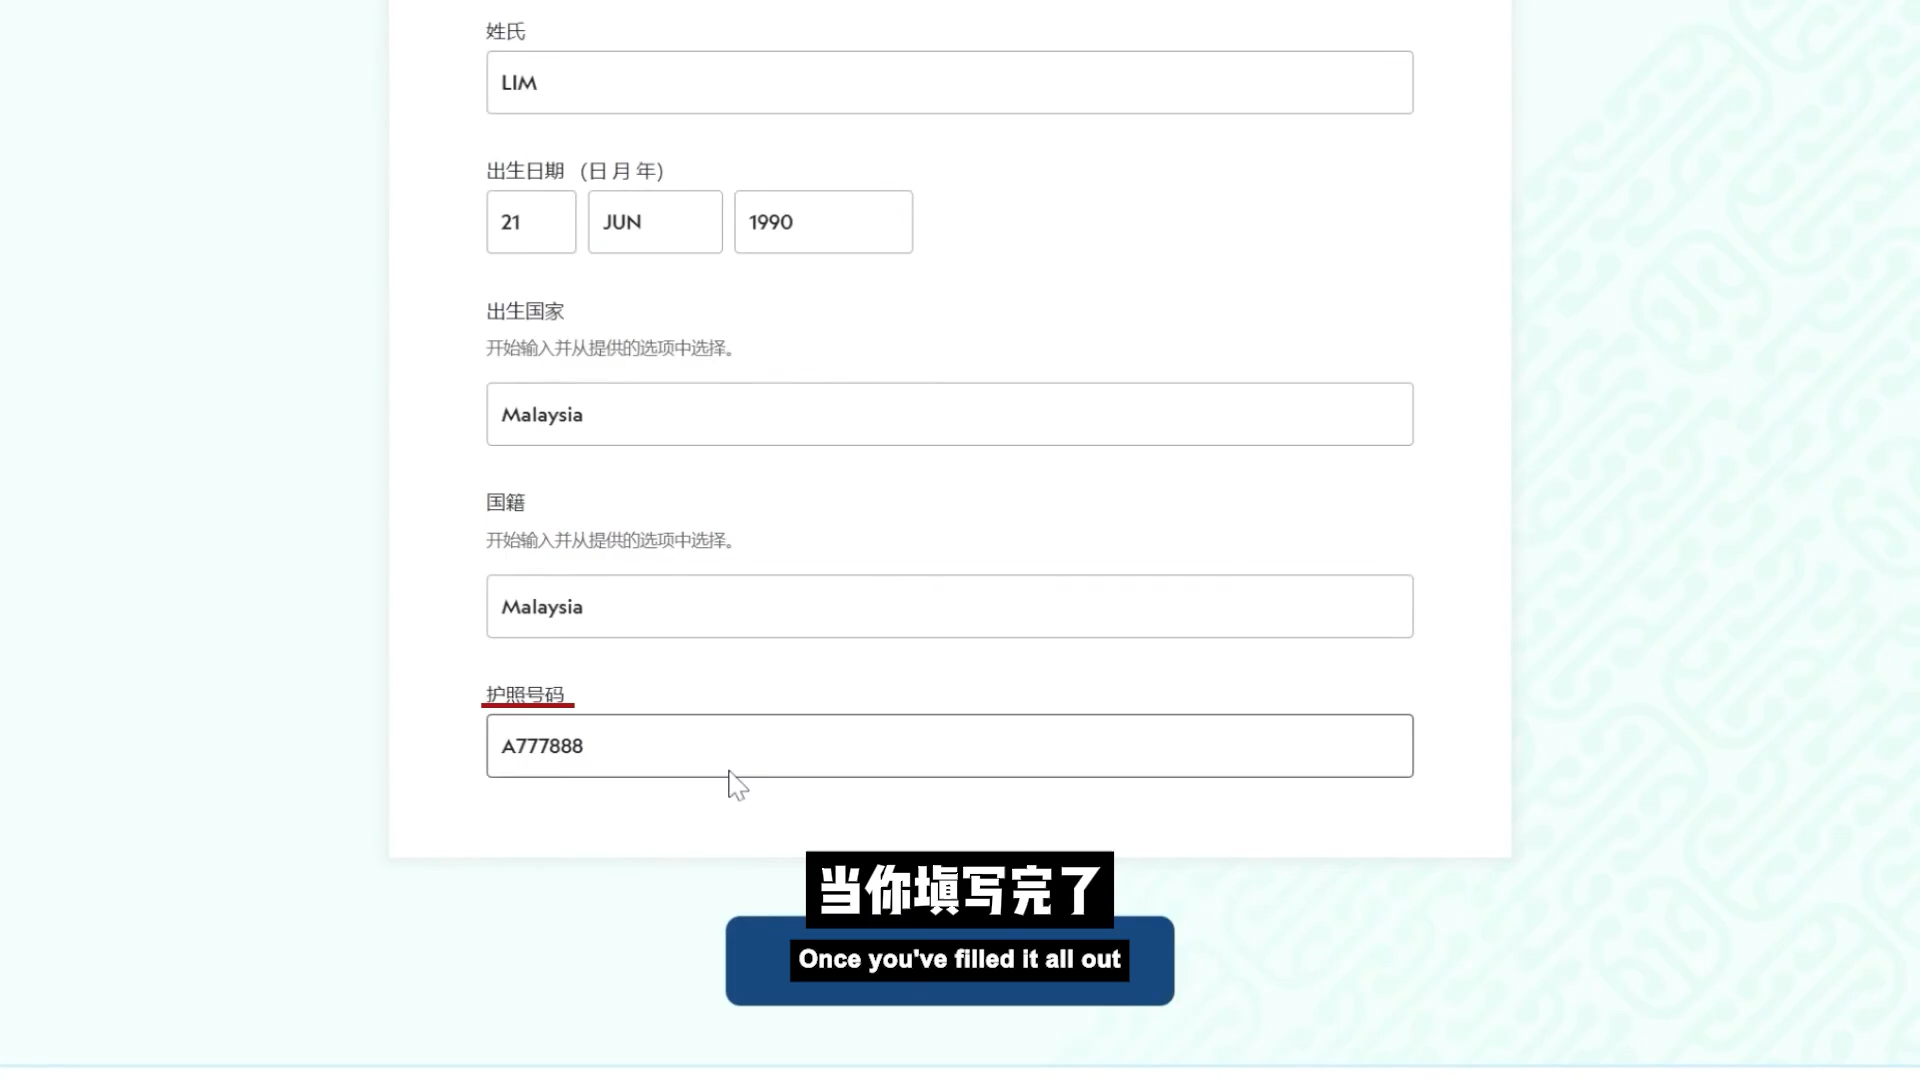 姓氏
LIM
出生日期 (日 月 年)
21 JUN 1990
出生国家
开始输入并从提供的选项中选择。
Malaysia
国籍
开始输入并从提供的选项中选择。
Malaysia
护照号码
A777888
当你填写完了
Once you've filled it all out